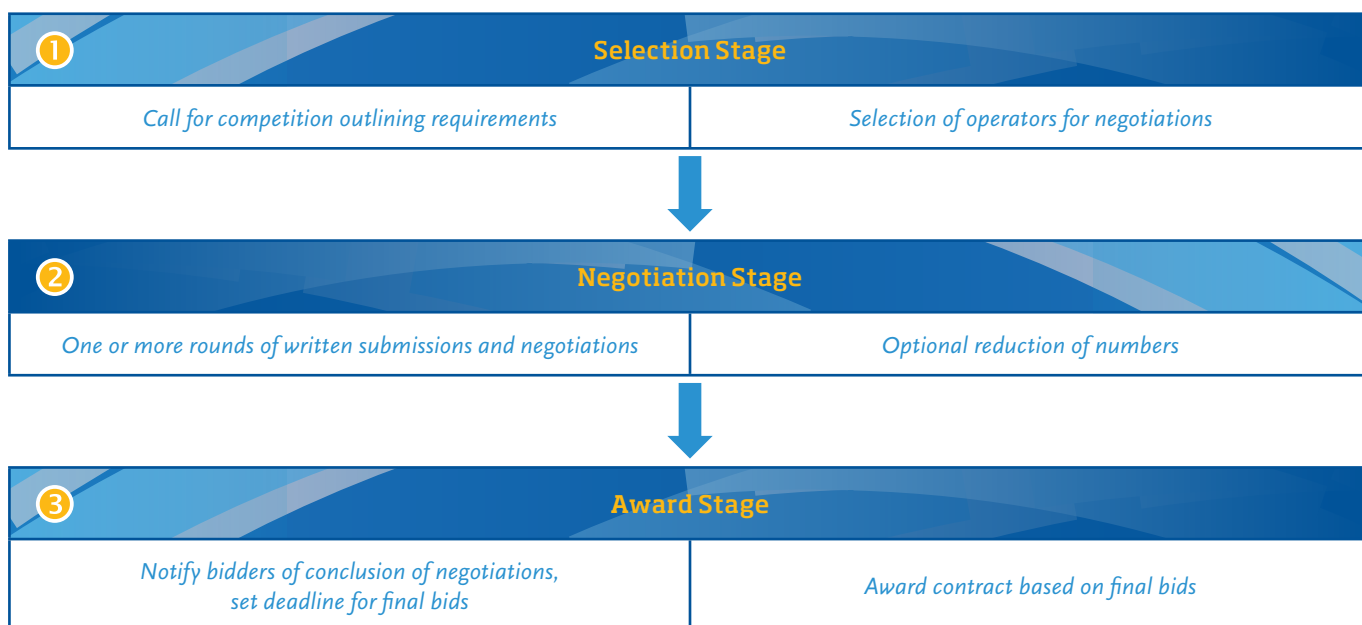 1
Selection Stage
Call for competition outlining requirements
Selection of operators for negotiations
2
Negotiation Stage
One or more rounds of written submissions and negotiations
Optional reduction of numbers
3
Award Stage
Notify bidders of conclusion of negotiations,
set deadline for final bids
Award contract based on final bids